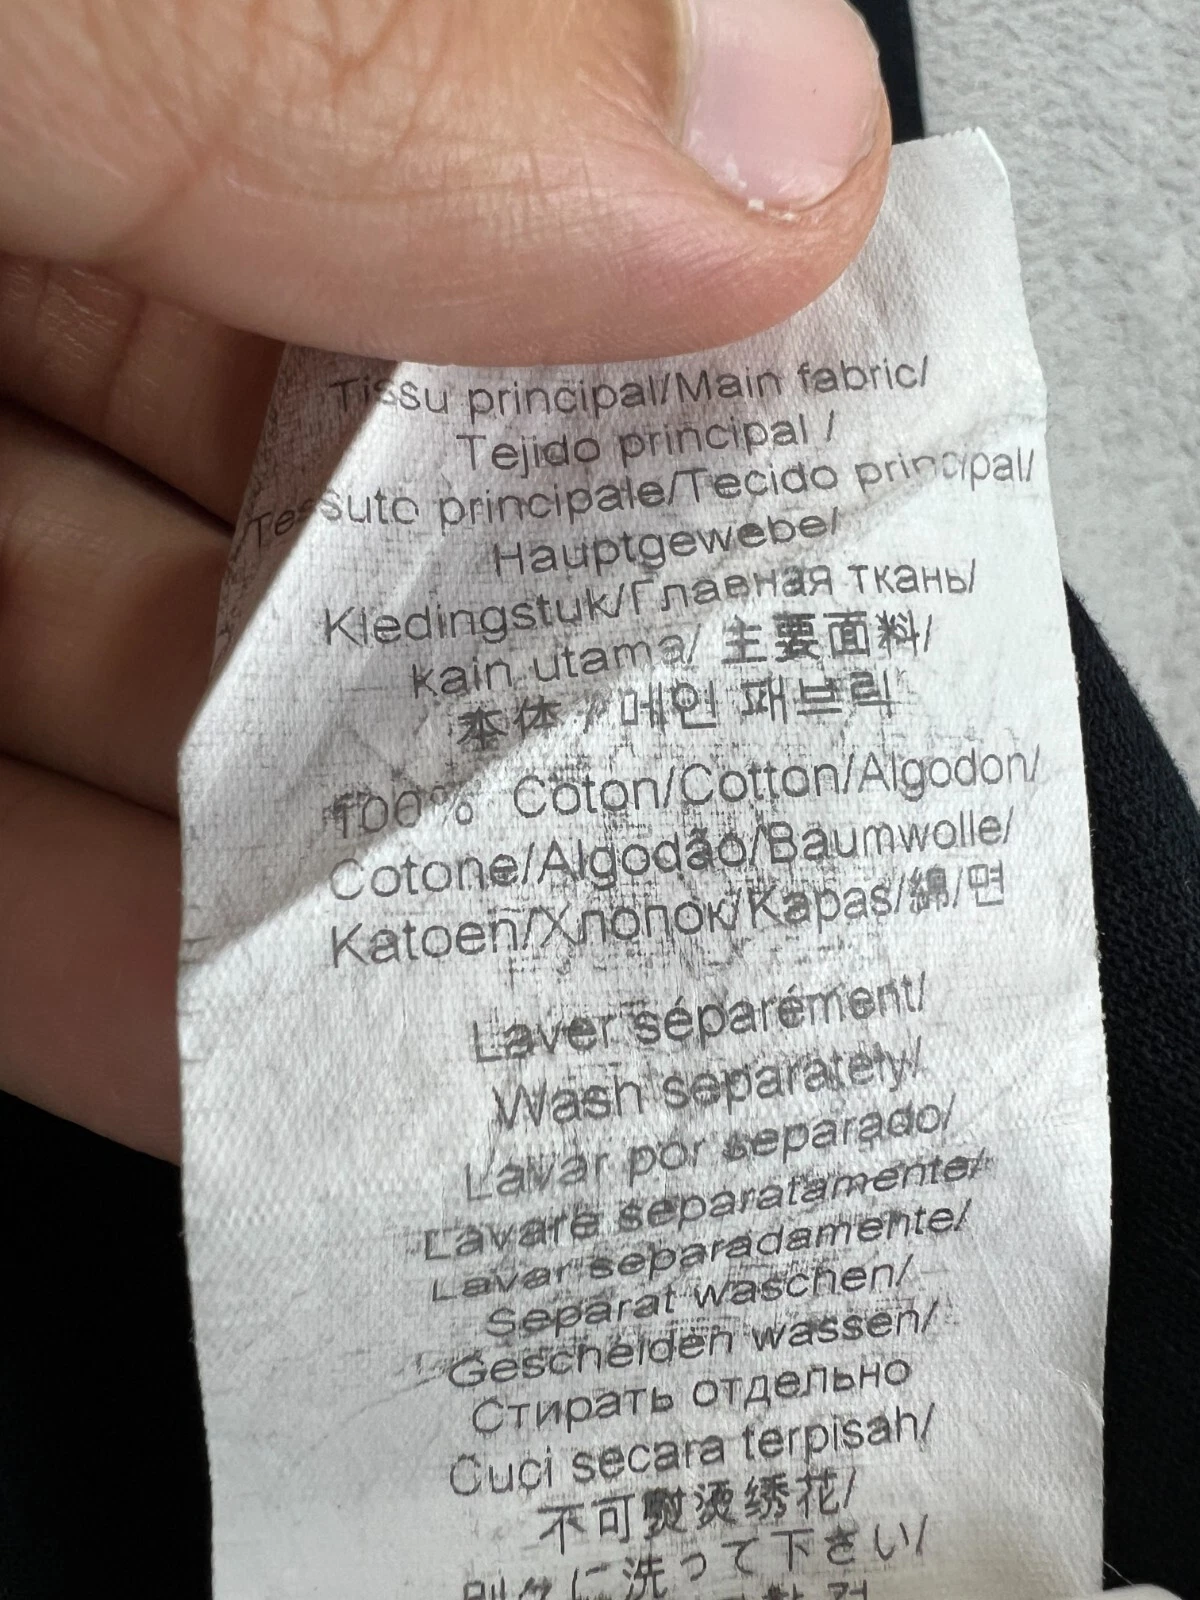 Tissu principal/Main fabric/
Tejido principal /
/Tessuto principale/Tecido principal/
Hauptgewebe/
Kledingstuk/Главная ткань/
kain utama/ 主要面料/
本体 / 메인 패브릭
100% Coton/Cotton/Algodon/
Cotone/Algodão/Baumwolle/
Katoen/Хлопок/Kapas/綿/면
Laver séparément/
Wash separately/
Lavar por separado/
Lavare separatamente/
Lavar separadamente/
Separat waschen/
Gescheiden wassen/
Стирать отдельно
Cuci secara terpisah/
不可熨烫绣花/
別々に洗って下さい/